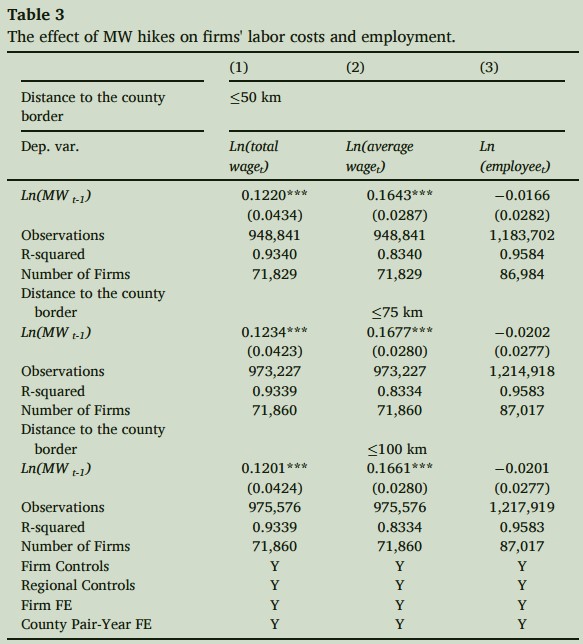 Table 3
The effect of MW hikes on firms' labor costs and employment.
(1) (2) (3)
Distance to the county ≤50 km
border
Dep. var. Ln(total Ln(average Ln
wage_t) wage_t) (employee_t)
Ln(MW _t-1) 0.1220*** 0.1643*** −0.0166
(0.0434) (0.0287) (0.0282)
Observations 948,841 948,841 1,183,702
R-squared 0.9340 0.8340 0.9584
Number of Firms 71,829 71,829 86,984
Distance to the county
border ≤75 km
Ln(MW _t-1) 0.1234*** 0.1677*** −0.0202
(0.0423) (0.0280) (0.0277)
Observations 973,227 973,227 1,214,918
R-squared 0.9339 0.8334 0.9583
Number of Firms 71,860 71,860 87,017
Distance to the county
border ≤100 km
Ln(MW _t-1) 0.1201*** 0.1661*** −0.0201
(0.0424) (0.0280) (0.0277)
Observations 975,576 975,576 1,217,919
R-squared 0.9339 0.8334 0.9583
Number of Firms 71,860 71,860 87,017
Firm Controls Y Y Y
Regional Controls Y Y Y
Firm FE Y Y Y
County Pair-Year FE Y Y Y